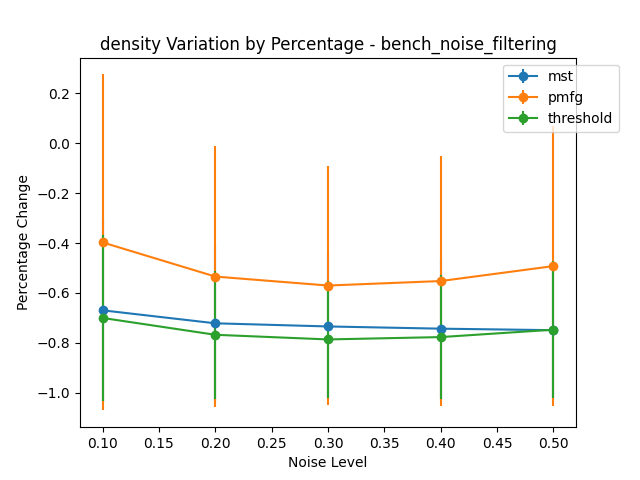 density Variation by Percentage - bench_noise_filtering
mst
pmfg
threshold
Percentage Change
0.2
0.0
−0.2
−0.4
−0.6
−0.8
−1.0
0.10
0.15
0.20
0.25
0.30
0.35
0.40
0.45
0.50
Noise Level